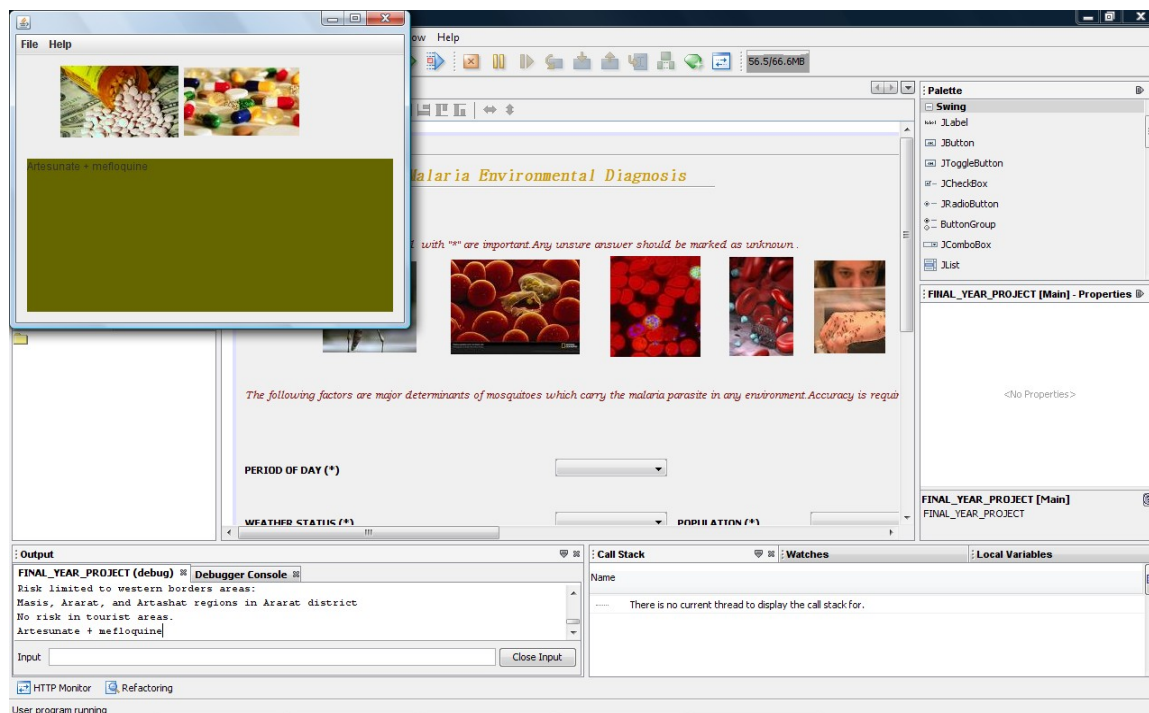 File Help
ow Help
56.5/66.6MB
Artesunate + mefloquine
Malaria Environmental Diagnosis
with "*" are important.Any unsure answer should be marked as unknown .
The following factors are major determinants of mosquitoes which carry the malaria parasite in any environment.Accuracy is requir
PERIOD OF DAY (*)
WEATHER STATUS (*) POPULATION (*)
Palette
Swing
label JLabel
JButton
JToggleButton
JCheckBox
JRadioButton
ButtonGroup
JComboBox
JList
FINAL_YEAR_PROJECT [Main] - Properties
<No Properties>
FINAL_YEAR_PROJECT [Main]
FINAL_YEAR_PROJECT
Output
FINAL_YEAR_PROJECT (debug) Debugger Console
Risk limited to western borders areas:
Masis, Ararat, and Artashat regions in Ararat district
No risk in tourist areas.
Artesunate + mefloquine
Input Close Input
Call Stack Watches Local Variables
Name
There is no current thread to display the call stack for.
HTTP Monitor Refactoring
User program running